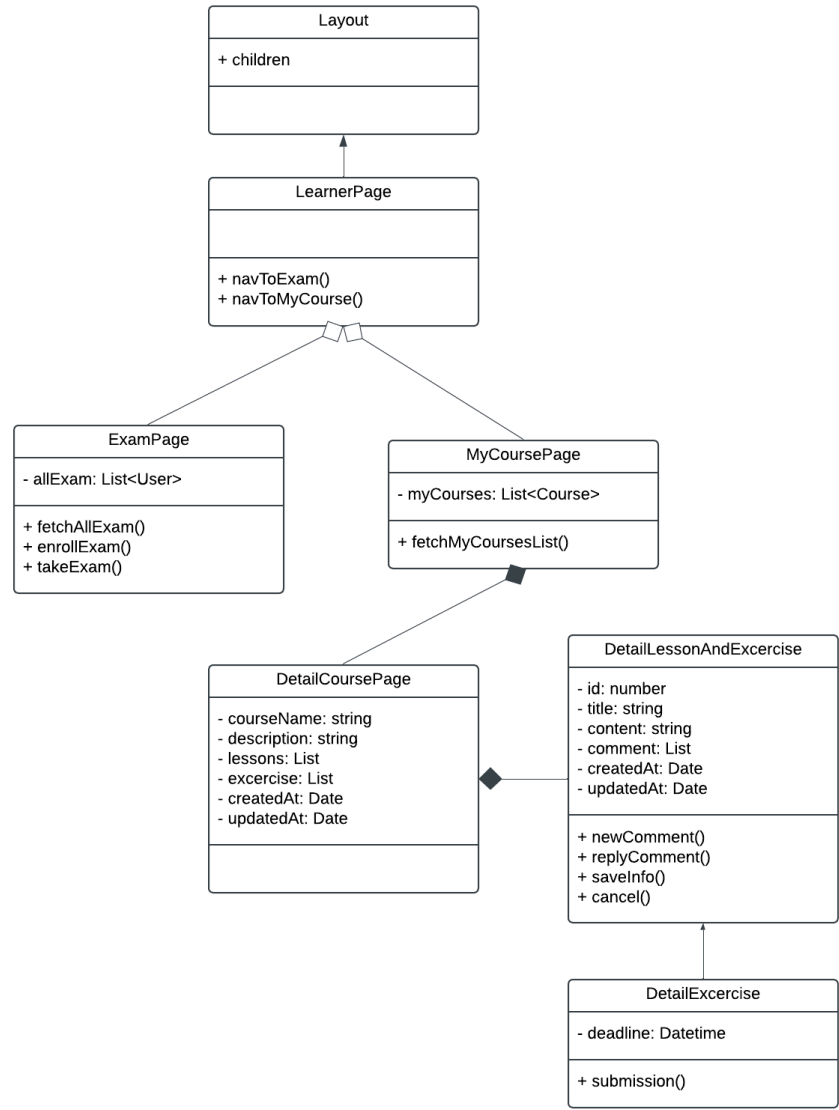 Layout
+ children
LearnerPage
+ navToExam()
+ navToMyCourse()
ExamPage
- allExam: List<User>
+ fetchAllExam()
+ enrollExam()
+ takeExam()
MyCoursePage
- myCourses: List<Course>
+ fetchMyCoursesList()
DetailCoursePage
- courseName: string
- description: string
- lessons: List
- excercise: List
- createdAt: Date
- updatedAt: Date
DetailLessonAndExcercise
- id: number
- title: string
- content: string
- comment: List
- createdAt: Date
- updatedAt: Date
+ newComment()
+ replyComment()
+ saveInfo()
+ cancel()
DetailExcercise
- deadline: Datetime
+ submission()